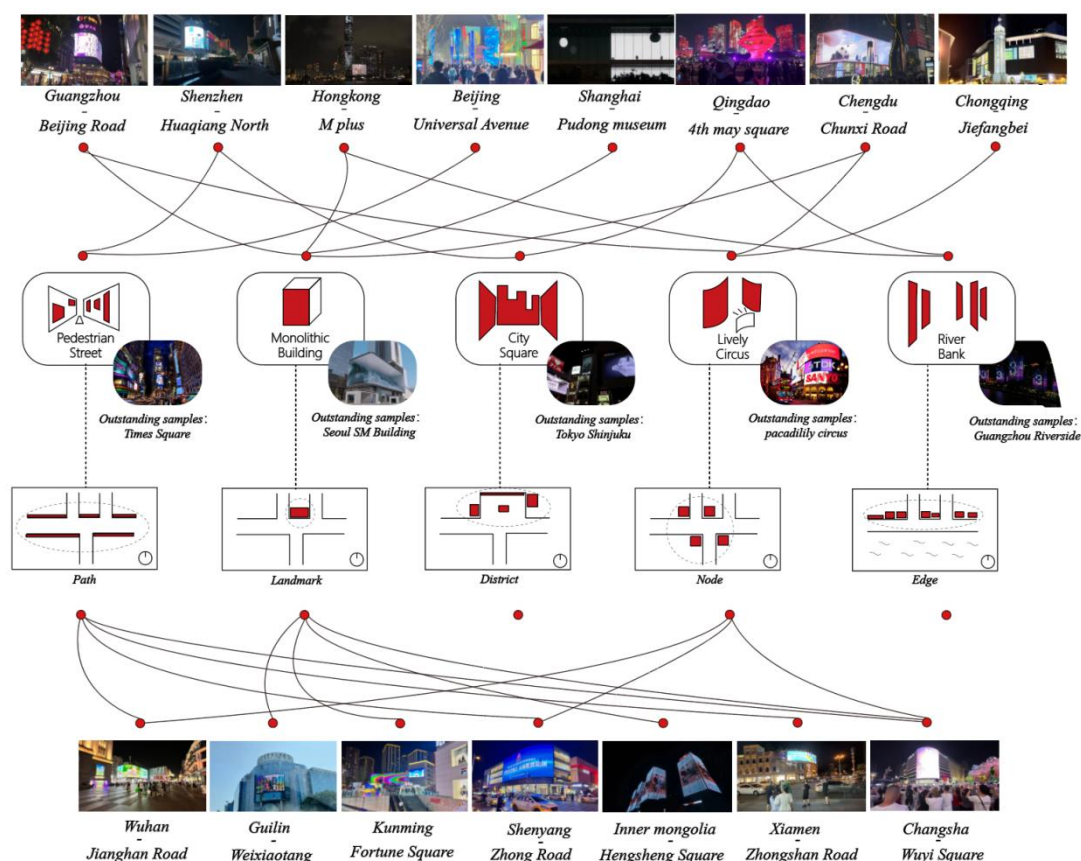 Guangzhou
-
Beijing Road
Shenzhen
-
Huaqiang North
Hongkong
-
M plus
Beijing
-
Universal Avenue
Shanghai
-
Pudong museum
Qingdao
-
4th may square
Chengdu
-
Chunxi Road
Chongqing
-
Jiefangbei
Pedestrian
Street
Monolithic
Building
City
Square
Lively
Circus
River
Bank
TDK
SANYO
Outstanding samples:
Times Square
Outstanding samples:
Seoul SM Building
Outstanding samples:
Tokyo Shinjuku
Outstanding samples:
pacadilily circus
Outstanding samples:
Guangzhou Riverside
Path
Landmark
District
Node
Edge
Wuhan
-
Jianghan Road
Guilin
-
Weixiaotang
Kunming
-
Fortune Square
Shenyang
-
Zhong Road
Inner mongolia
-
Hengsheng Square
Xiamen
-
Zhongshan Road
Changsha
-
Wuyi Square